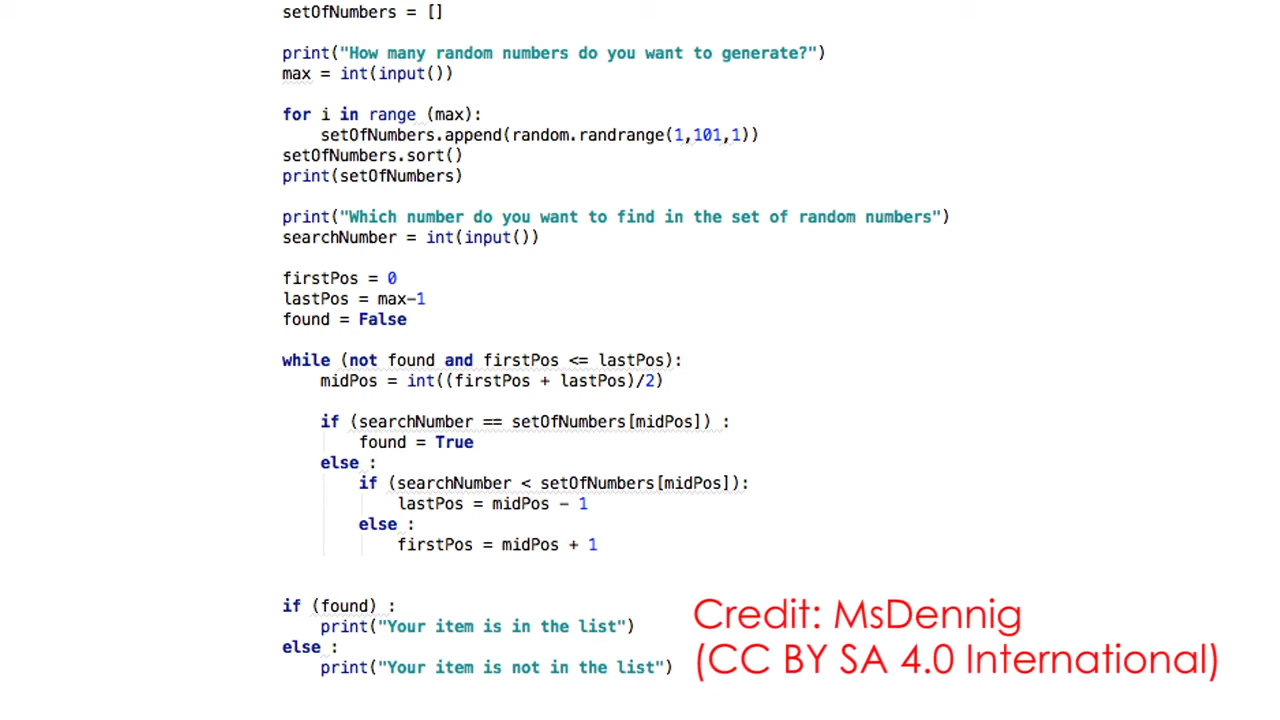 setOfNumbers = []
print("How many random numbers do you want to generate?")
max = int(input())
for i in range (max):
    setOfNumbers.append(random.randrange(1,101,1))
setOfNumbers.sort()
print(setOfNumbers)
print("Which number do you want to find in the set of random numbers")
searchNumber = int(input())
firstPos = 0
lastPos = max-1
found = False
while (not found and firstPos <= lastPos):
    midPos = int((firstPos + lastPos)/2)
    if (searchNumber == setOfNumbers[midPos]) :
        found = True
    else :
        if (searchNumber < setOfNumbers[midPos]):
            lastPos = midPos - 1
        else :
            firstPos = midPos + 1
if (found) :
    print("Your item is in the list")
else :
    print("Your item is not in the list")
Credit: MsDennig
(CC BY SA 4.0 International)